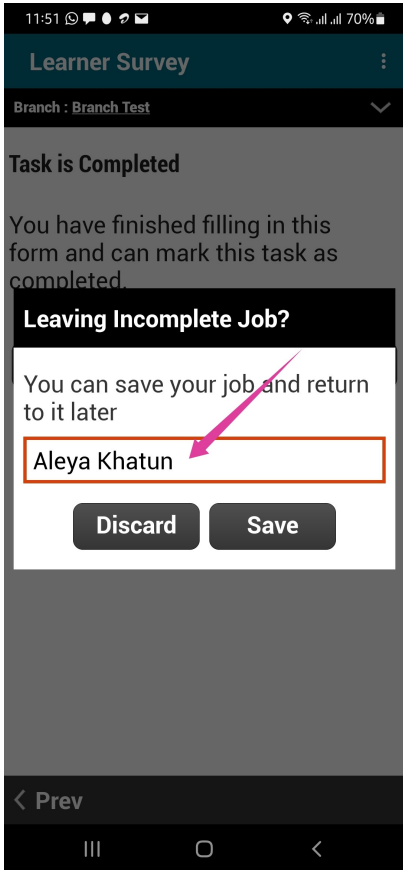 11:51 70%
Learner Survey
Branch : Branch Test
Task is Completed
You have finished filling in this
form and can mark this task as
completed.
Leaving Incomplete Job?
You can save your job and return
to it later
Aleya Khatun
Discard Save
Prev